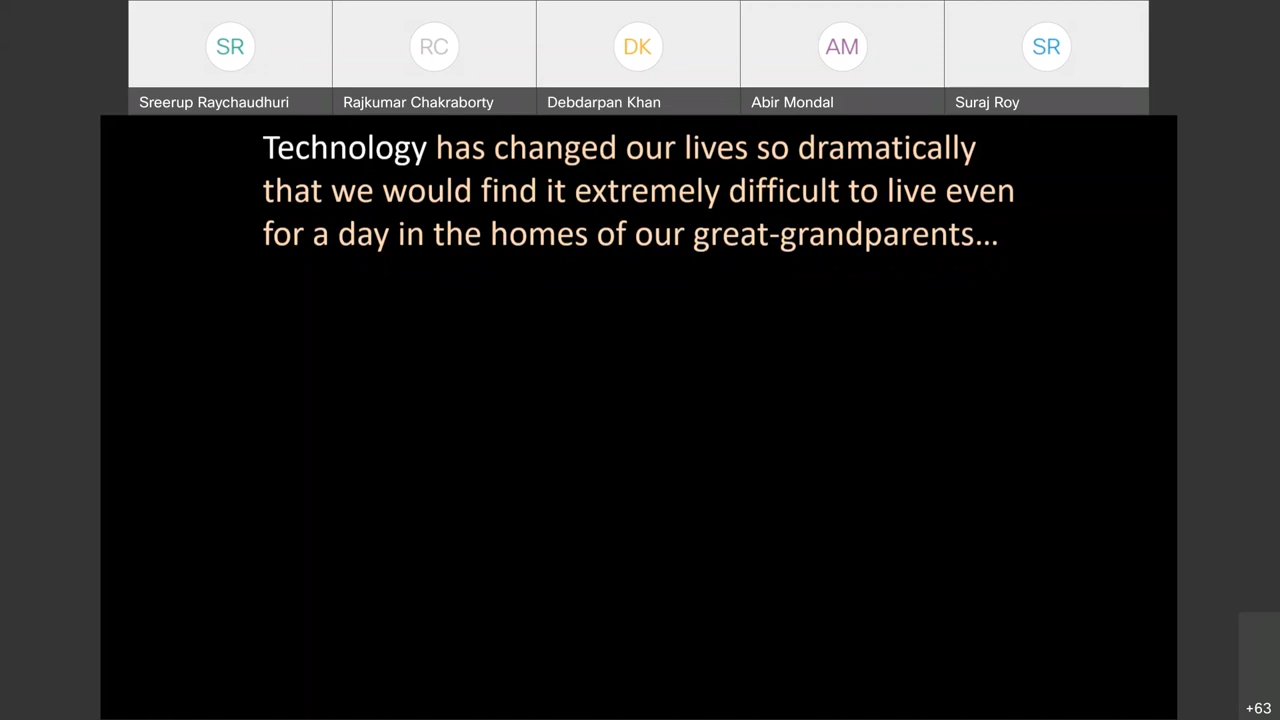 SR RC DK AM SR
Sreerup Raychaudhuri Rajkumar Chakraborty Debdarpan Khan Abir Mondal Suraj Roy
Technology has changed our lives so dramatically
that we would find it extremely difficult to live even
for a day in the homes of our great-grandparents…
+63